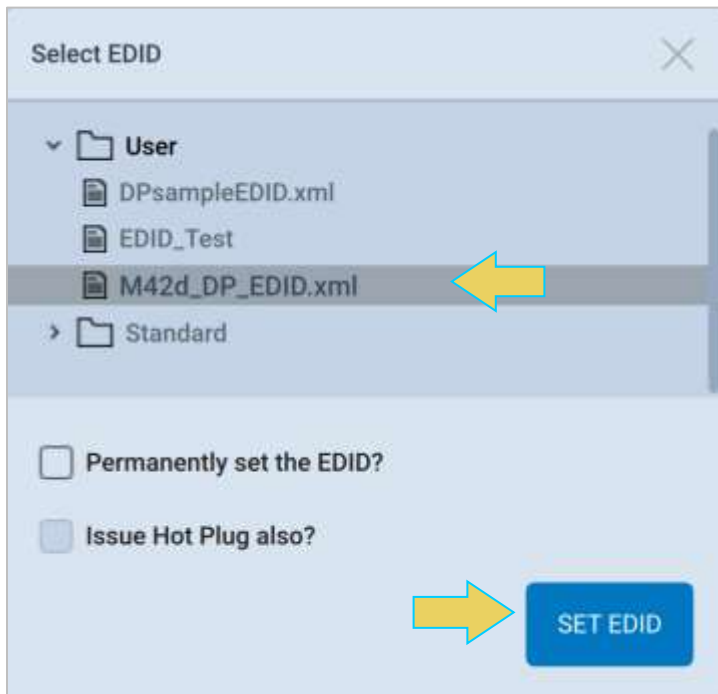 Select EDID
User
DPsampleEDID.xml
EDID_Test
M42d_DP_EDID.xml
Standard
Permanently set the EDID?
Issue Hot Plug also?
SET EDID